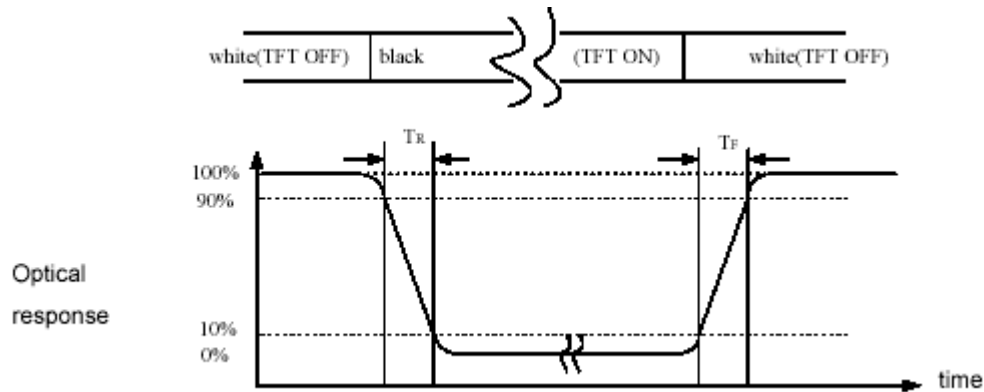 white(TFT OFF) black (TFT ON) white(TFT OFF)
TR TF
100%
90%
Optical
response
10%
0%
time